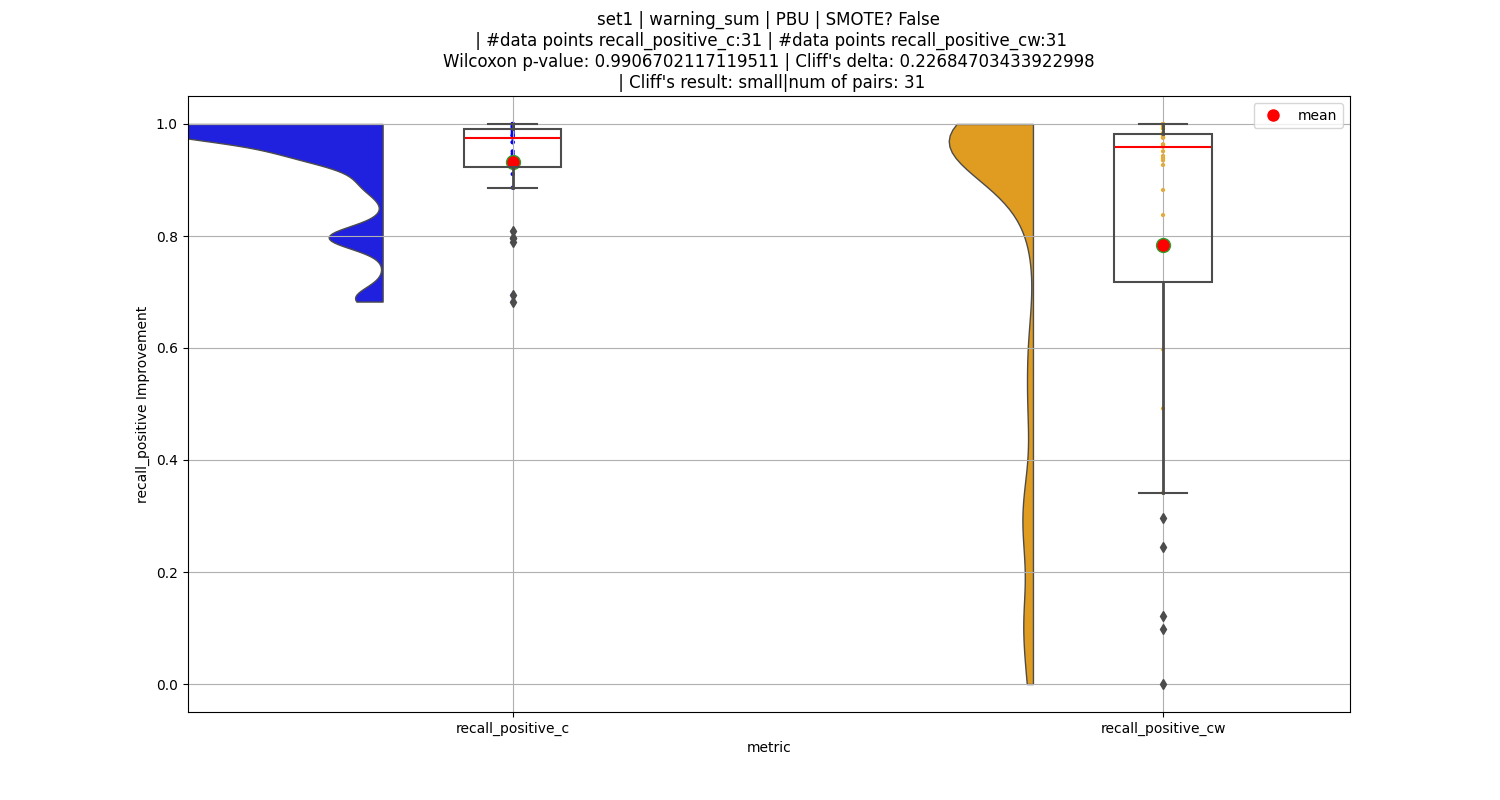 set1 | warning_sum | PBU | SMOTE? False
| #data points recall_positive_c:31 | #data points recall_positive_cw:31
Wilcoxon p-value: 0.9906702117119511 | Cliff's delta: 0.22684703433922998
| Cliff's result: small|num of pairs: 31
mean
1.0
0.8
0.6
0.4
0.2
0.0
recall_positive Improvement
recall_positive_c
recall_positive_cw
metric